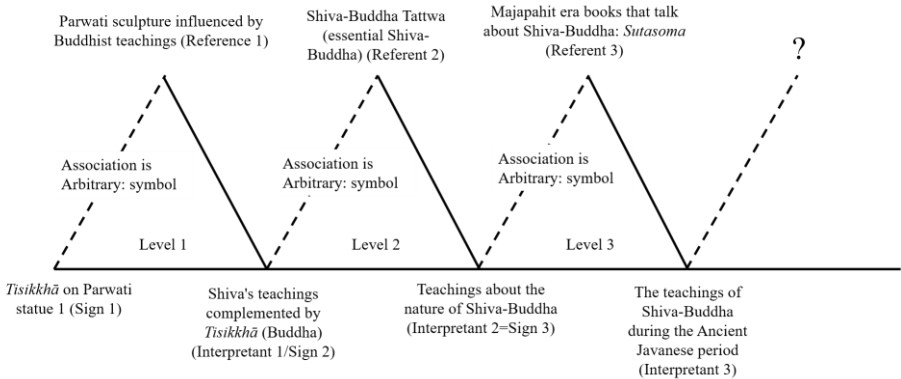 Parwati sculpture influenced by
Buddhist teachings (Reference 1)
Shiva-Buddha Tattwa
(essential Shiva-
Buddha) (Referent 2)
Majapahit era books that talk
about Shiva-Buddha: Sutasoma
(Referent 3)
?
Association is
Arbitrary: symbol
Association is
Arbitrary: symbol
Association is
Arbitrary: symbol
Level 1
Level 2
Level 3
Tisikkhā on Parwati
statue 1 (Sign 1)
Shiva's teachings
complemented by
Tisikkhā (Buddha)
(Interpretant 1/Sign 2)
Teachings about the
nature of Shiva-Buddha
(Interpretant 2=Sign 3)
The teachings of
Shiva-Buddha
during the Ancient
Javanese period
(Interpretant 3)